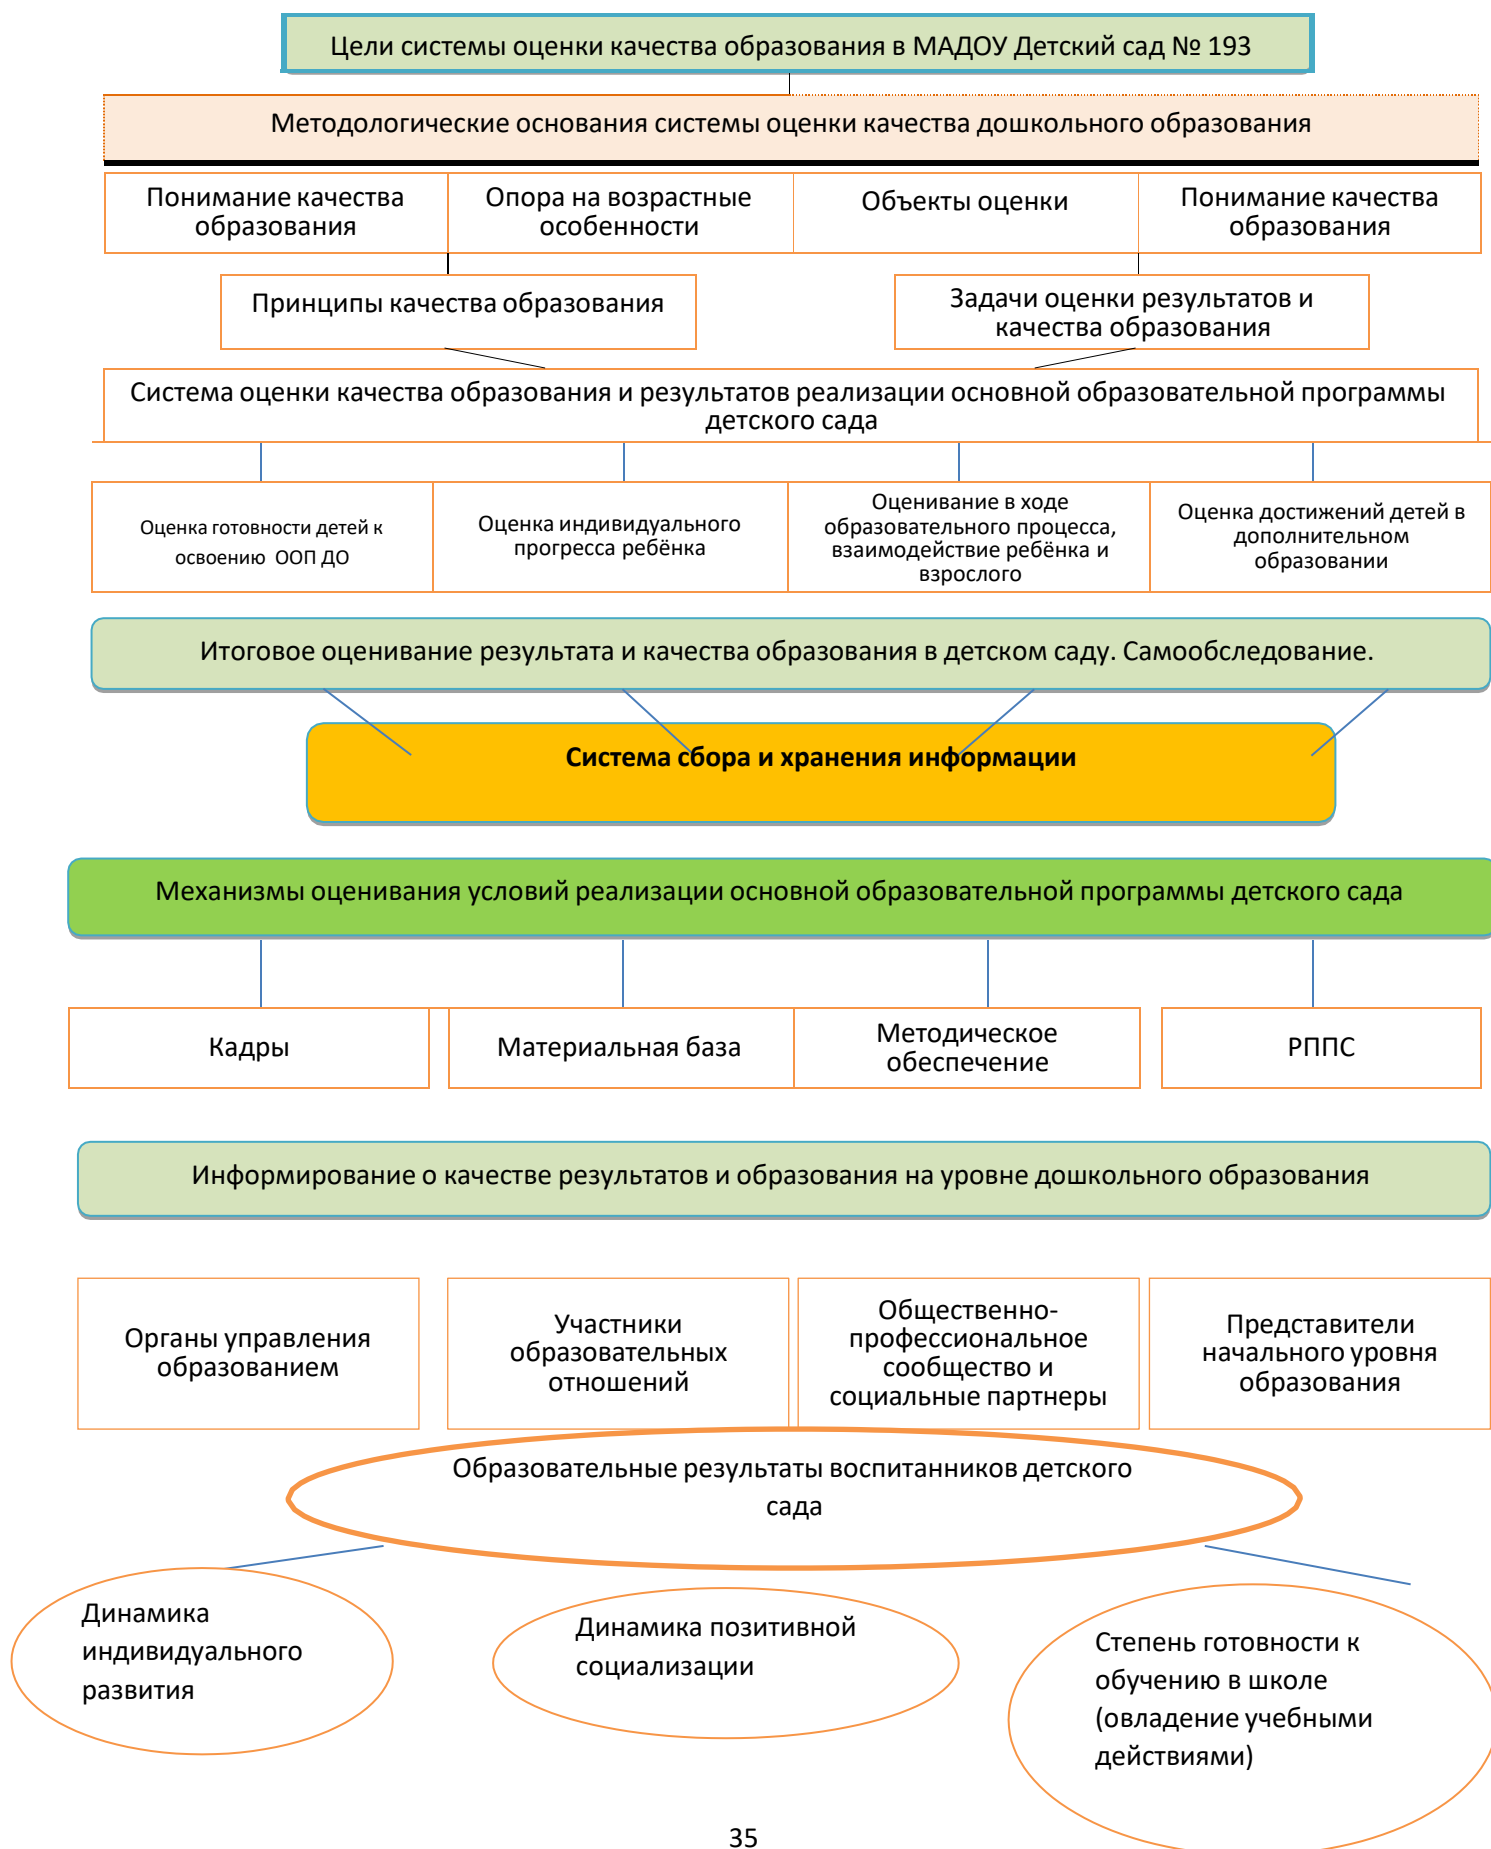 Цели системы оценки качества образования в МАДОУ Детский сад № 193
Методологические основания системы оценки качества дошкольного образования
Понимание качества
образования
Опора на возрастные
особенности
Объекты оценки
Понимание качества
образования
Принципы качества образования
Задачи оценки результатов и
качества образования
Система оценки качества образования и результатов реализации основной образовательной программы
детского сада
Оценка готовности детей к
освоению ООП ДО
Оценка индивидуального
прогресса ребёнка
Оценивание в ходе
образовательного процесса,
взаимодействие ребёнка и
взрослого
Оценка достижений детей в
дополнительном
образовании
Итоговое оценивание результата и качества образования в детском саду. Самообследование.
Система сбора и хранения информации
Механизмы оценивания условий реализации основной образовательной программы детского сада
Кадры
Материальная база
Методическое
обеспечение
РППС
Информирование о качестве результатов и образования на уровне дошкольного образования
Органы управления
образованием
Участники
образовательных
отношений
Общественно-
профессиональное
сообщество и
социальные партнеры
Представители
начального уровня
образования
Образовательные результаты воспитанников детского
сада
Динамика
индивидуального
развития
Динамика позитивной
социализации
Степень готовности к
обучению в школе
(овладение учебными
действиями)
35